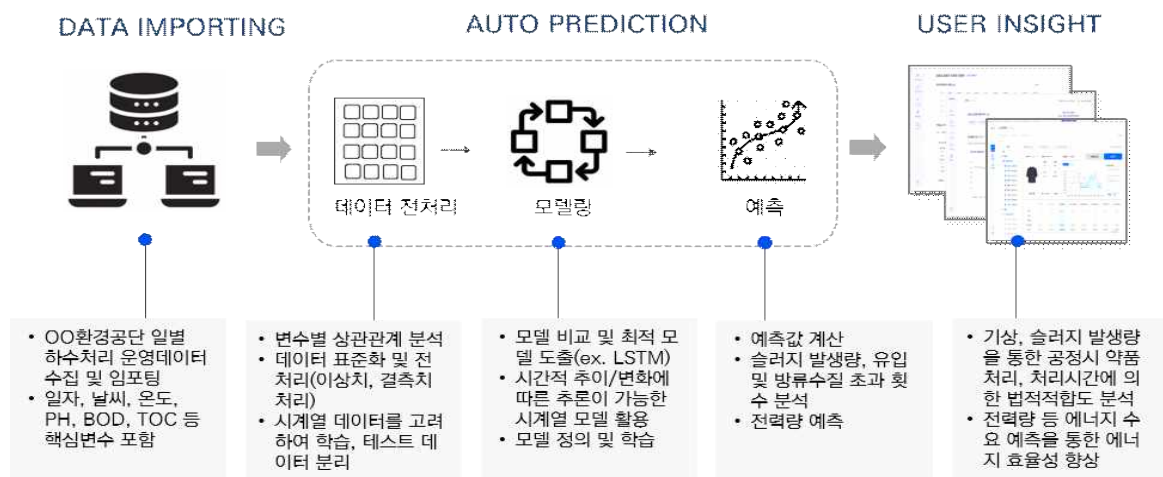 DATA IMPORTING
AUTO PREDICTION
USER INSIGHT
데이터 전처리
모델링
예측
• OO환경공단 일별
하수처리 운영데이터
수집 및 임포팅
• 일자, 날씨, 온도,
PH, BOD, TOC 등
핵심변수 포함
• 변수별 상관관계 분석
• 데이터 표준화 및 전
처리(이상치, 결측치
처리)
• 시계열 데이터를 고려
하여 학습, 테스트 데
이터 분리
• 모델 비교 및 최적 모
델 도출(ex. LSTM)
• 시간적 추이/변화에
따른 추론이 가능한
시계열 모델 활용
• 모델 정의 및 학습
• 예측값 계산
• 슬러지 발생량, 유입
및 방류수질 초과 횟
수 분석
• 전력량 예측
• 기상, 슬러지 발생량
을 통한 공정시 약품
처리, 처리시간에 의
한 법적적합도 분석
• 전력량 등 에너지 수
요 예측을 통한 에너
지 효율성 향상